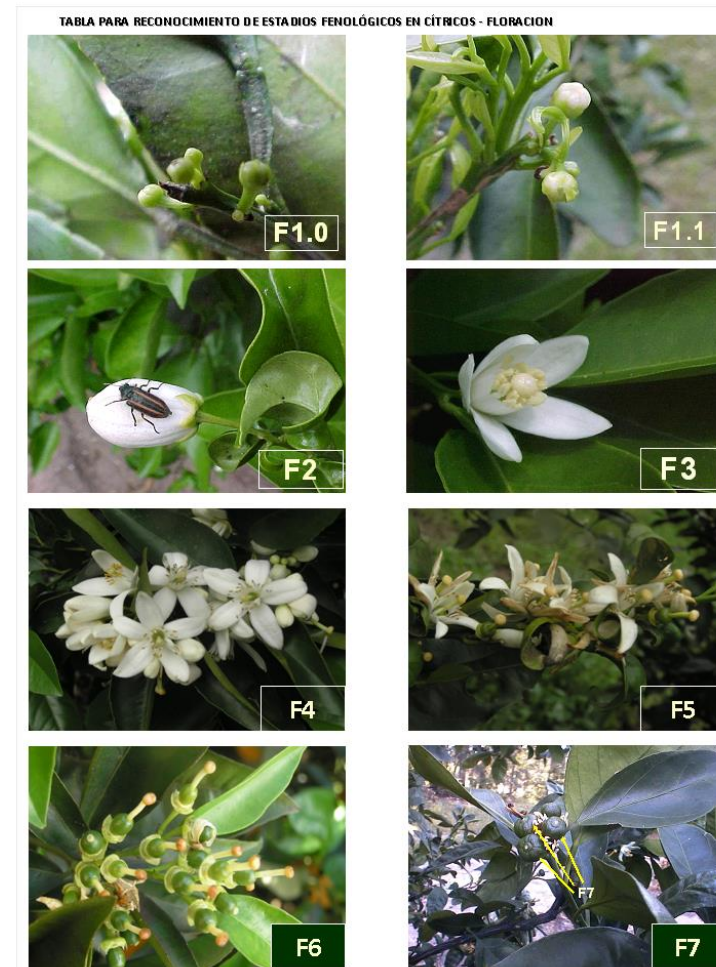 TABLA PARA RECONOCIMIENTO DE ESTADIOS FENOLÓGICOS EN CÍTRICOS - FLORACION
F1.0
F1.1
F2
F3
F4
F5
F6
F7
F7